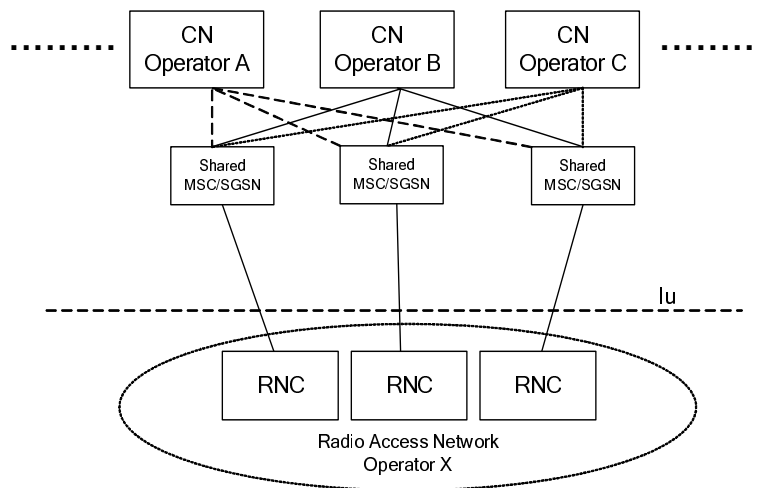 CN
Operator A
CN
Operator B
CN
Operator C
Shared
MSC/SGSN
Shared
MSC/SGSN
Shared
MSC/SGSN
Iu
RNC
RNC
RNC
Radio Access Network
Operator X